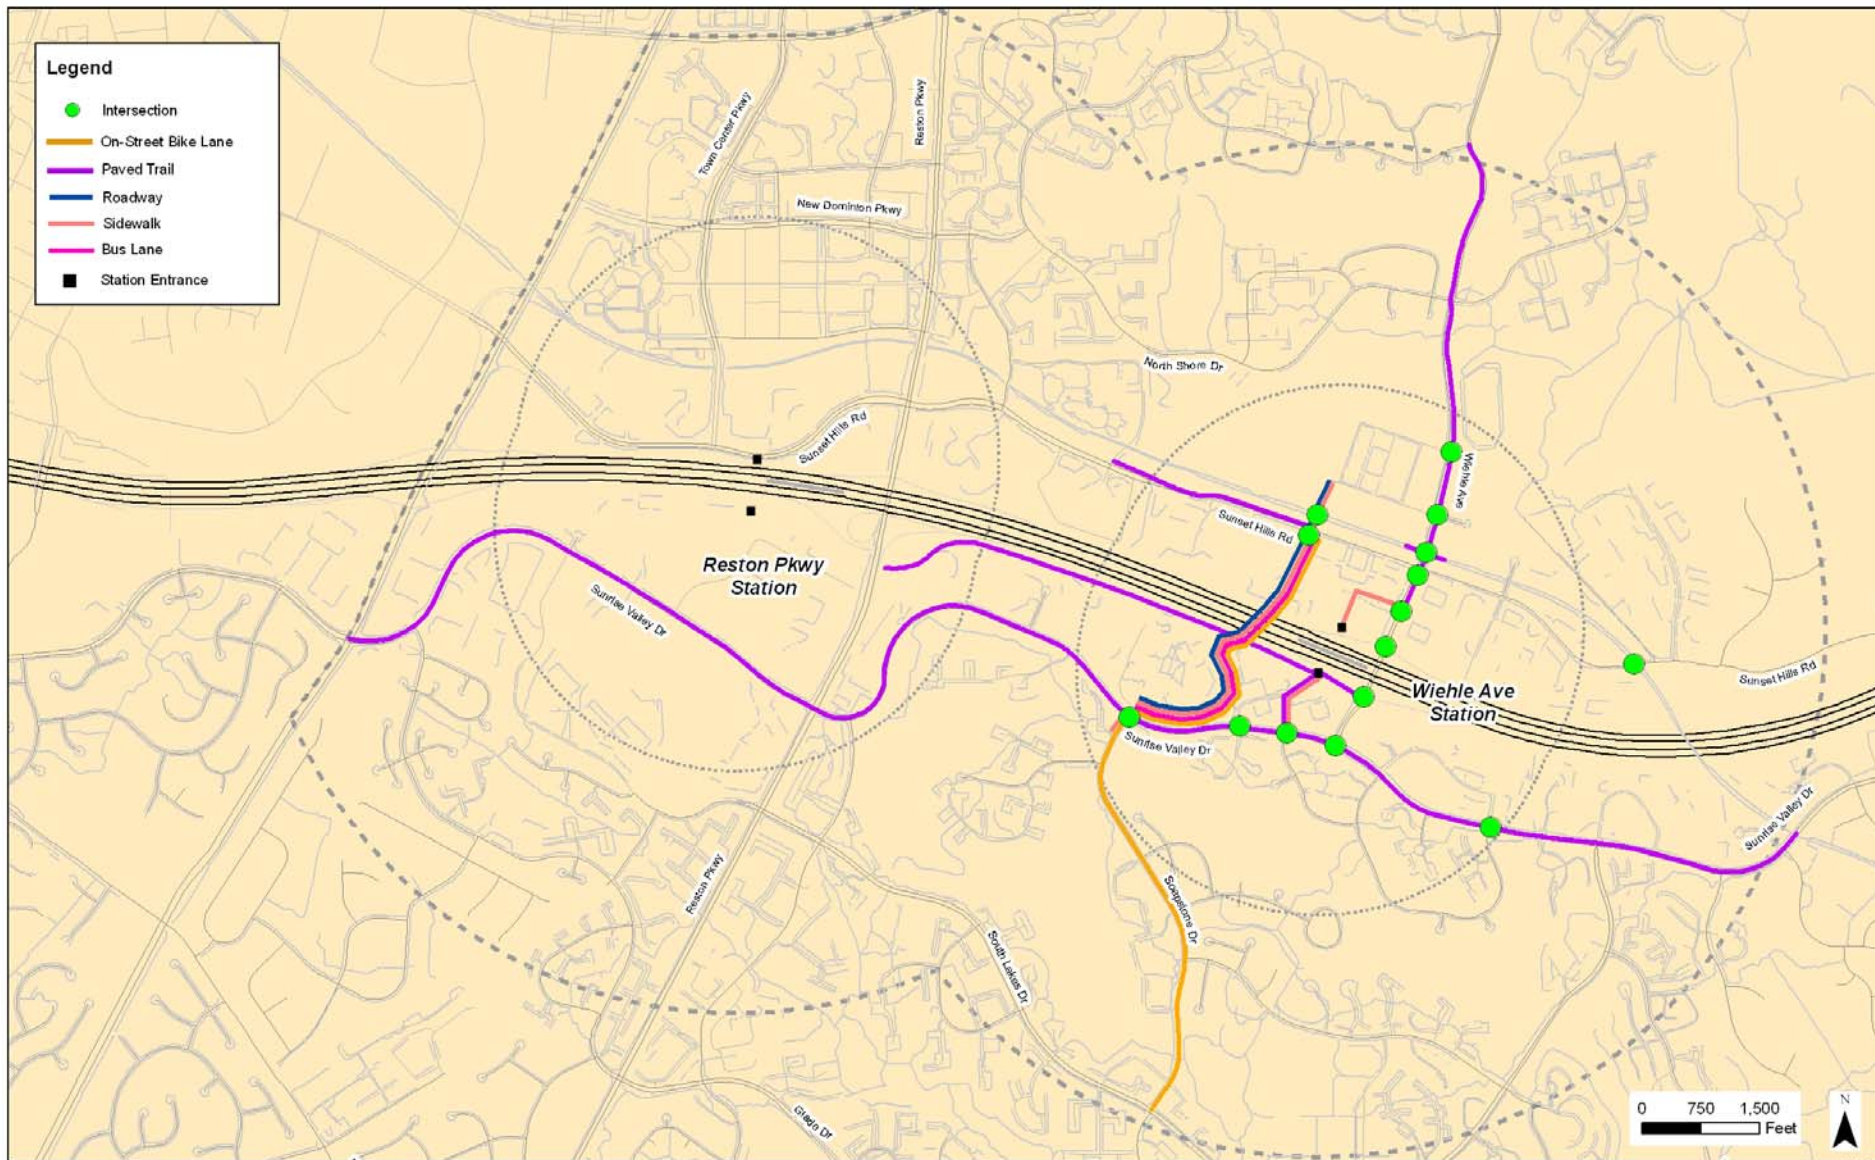 Legend
Intersection
On-Street Bike Lane
Paved Trail
Roadway
Sidewalk
Bus Lane
Station Entrance
Town Center Pkwy
Reston Pkwy
New Dominion Pkwy
North Shore Dr
Sunset Hills Rd
Wiehle Ave
Sunset Hills Rd
Reston Pkwy
Station
Sunrise Valley Dr
Sunset Hills Rd
Wiehle Ave
Station
Sunrise Valley Dr
Sunrise Valley Dr
Reston Pkwy
Soapstone Dr
South Lakes Dr
Glade Dr
0 750 1,500
Feet
N